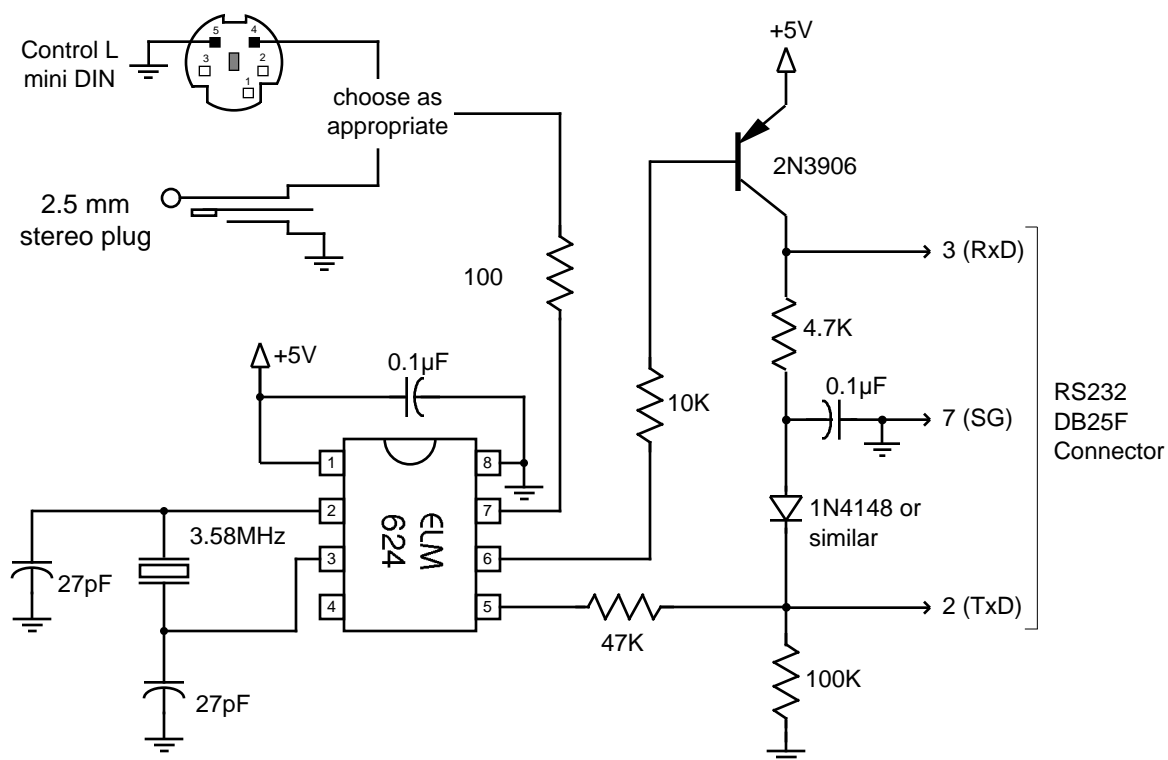 Control L
mini DIN
5
4
3
2
1
choose as
appropriate
2.5 mm
stereo plug
+5V
2N3906
3 (RxD)
100
4.7K
+5V
0.1µF
0.1µF
10K
7 (SG)
RS232
DB25F
Connector
1
8
2
7
3
6
4
5
ELM
624
3.58MHz
1N4148 or
similar
27pF
2 (TxD)
47K
100K
27pF